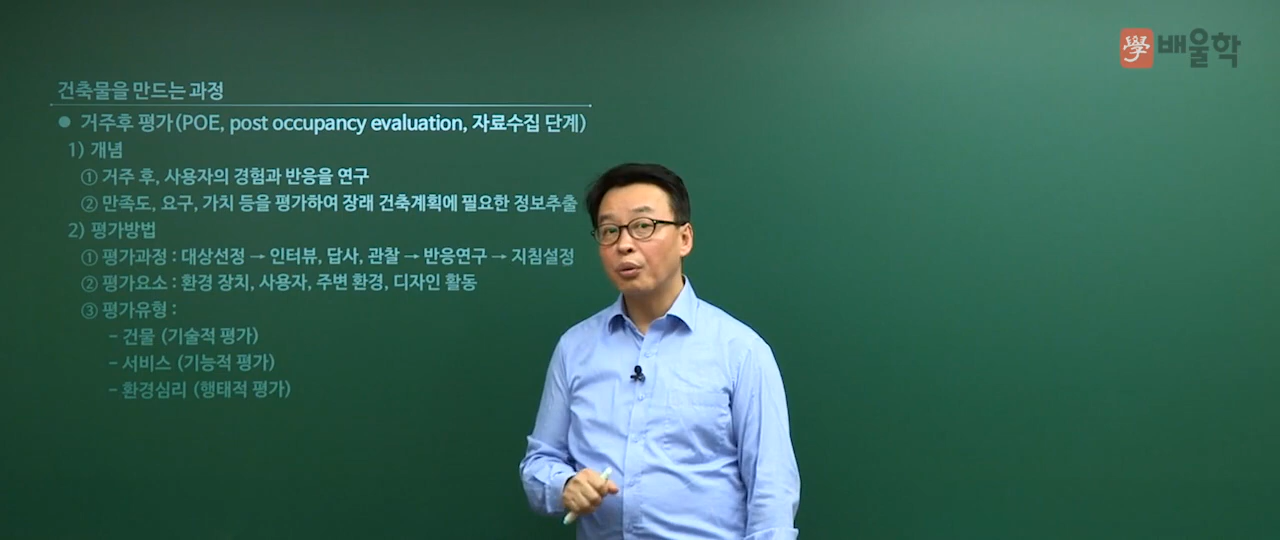 學 배울학
건축물을 만드는 과정
● 거주후 평가(POE, post occupancy evaluation, 자료수집 단계)
1) 개념
① 거주 후, 사용자의 경험과 반응을 연구
② 만족도, 요구, 가치 등을 평가하여 장래 건축계획에 필요한 정보추출
2) 평가방법
① 평가과정 : 대상선정 → 인터뷰, 답사, 관찰 → 반응연구 → 지침설정
② 평가요소 : 환경 장치, 사용자, 주변 환경, 디자인 활동
③ 평가유형 :
– 건물 (기술적 평가)
– 서비스 (기능적 평가)
– 환경심리 (행태적 평가)